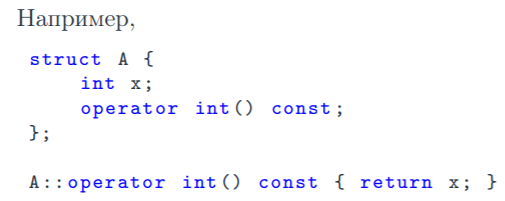 Например,
struct A {
    int x;
    operator int() const;
};
A::operator int() const { return x; }